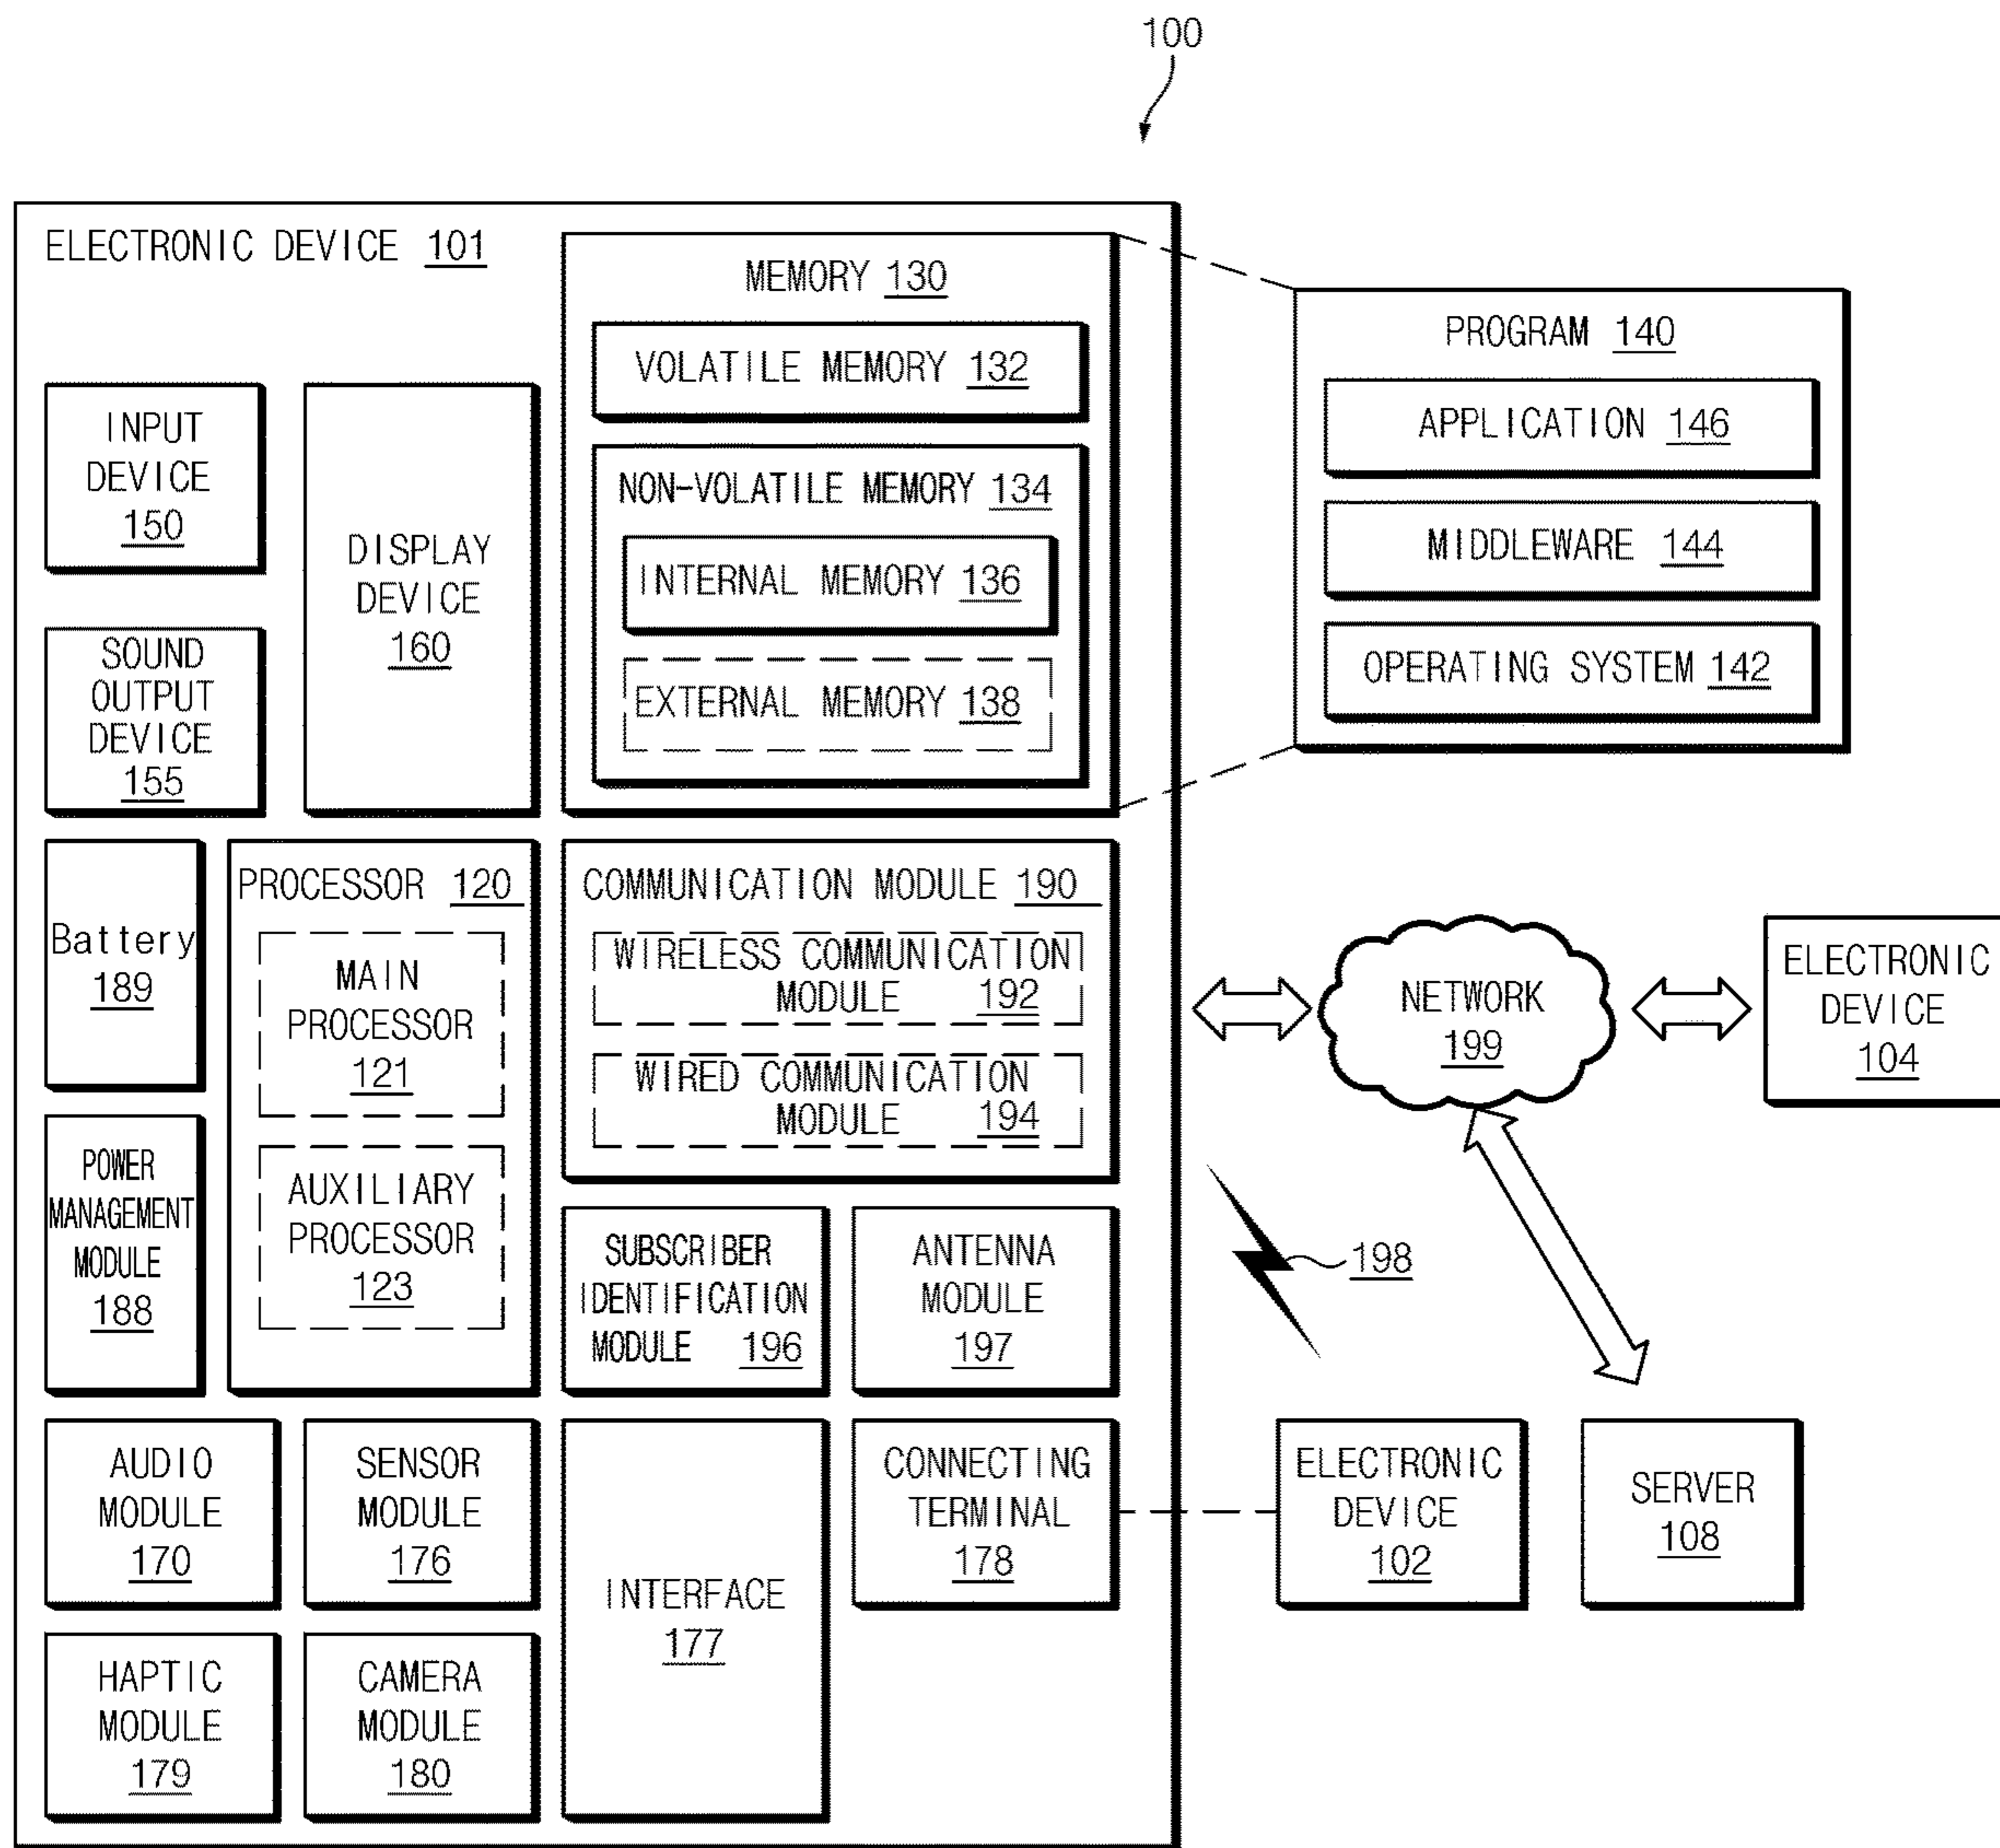 100
ELECTRONIC DEVICE 101
MEMORY 130
VOLATILE MEMORY 132
NON-VOLATILE MEMORY 134
INTERNAL MEMORY 136
EXTERNAL MEMORY 138
PROGRAM 140
APPLICATION 146
MIDDLEWARE 144
OPERATING SYSTEM 142
INPUT
DEVICE
150
SOUND
OUTPUT
DEVICE
155
DISPLAY
DEVICE
160
Battery
189
POWER
MANAGEMENT
MODULE
188
PROCESSOR 120
MAIN
PROCESSOR
121
AUXILIARY
PROCESSOR
123
COMMUNICATION MODULE 190
WIRELESS COMMUNICATION
MODULE 192
WIRED COMMUNICATION
MODULE 194
SUBSCRIBER
IDENTIFICATION
MODULE 196
ANTENNA
MODULE
197
NETWORK
199
ELECTRONIC
DEVICE
104
198
AUDIO
MODULE
170
SENSOR
MODULE
176
INTERFACE
177
CONNECTING
TERMINAL
178
ELECTRONIC
DEVICE
102
SERVER
108
HAPTIC
MODULE
179
CAMERA
MODULE
180